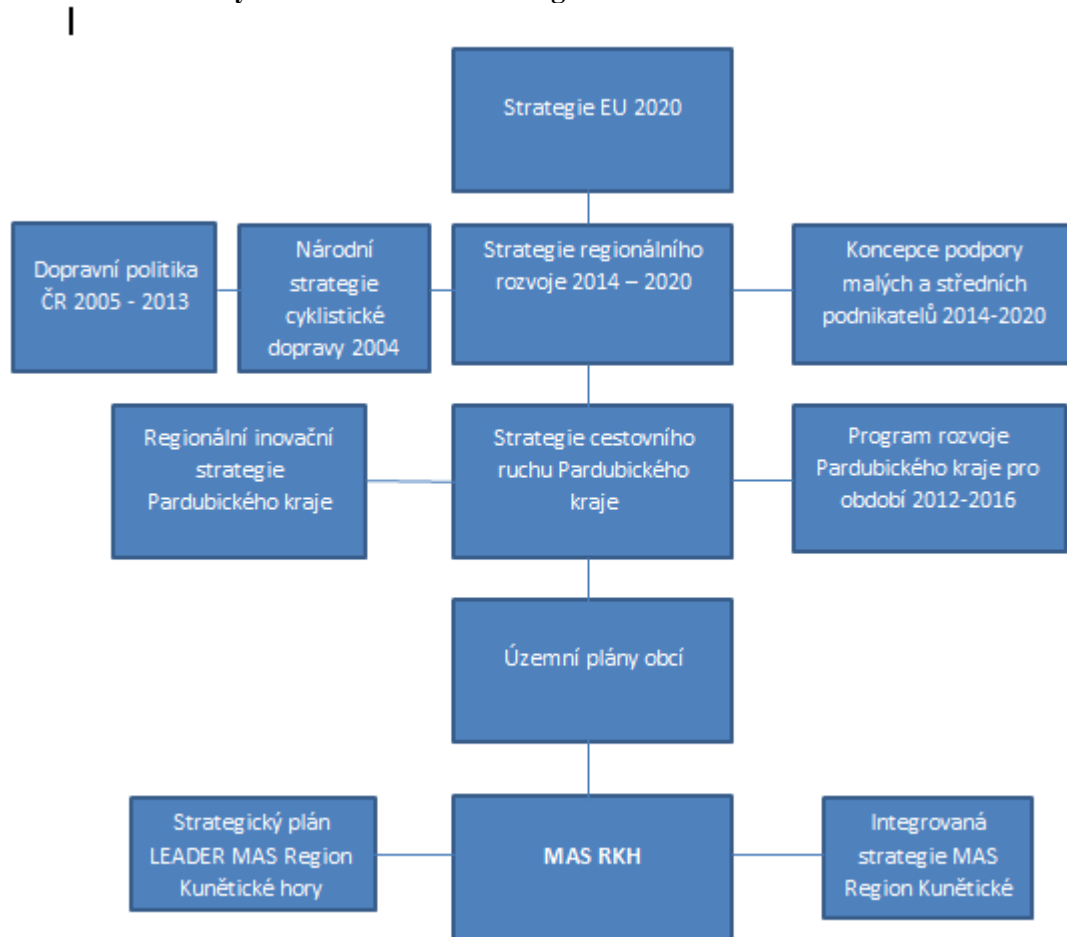 Strategie EU 2020
Dopravní politika
ČR 2005 - 2013
Národní
strategie
cyklistické
dopravy 2004
Strategie regionálního
rozvoje 2014 – 2020
Koncepce podpory
malých a středních
podnikatelů 2014-2020
Regionální inovační
strategie
Pardubického kraje
Strategie cestovního
ruchu Pardubického
kraje
Program rozvoje
Pardubického kraje pro
období 2012-2016
Územní plány obcí
Strategický plán
LEADER MAS Region
Kunětické hory
MAS RKH
Integrovaná
strategie MAS
Region Kunětické